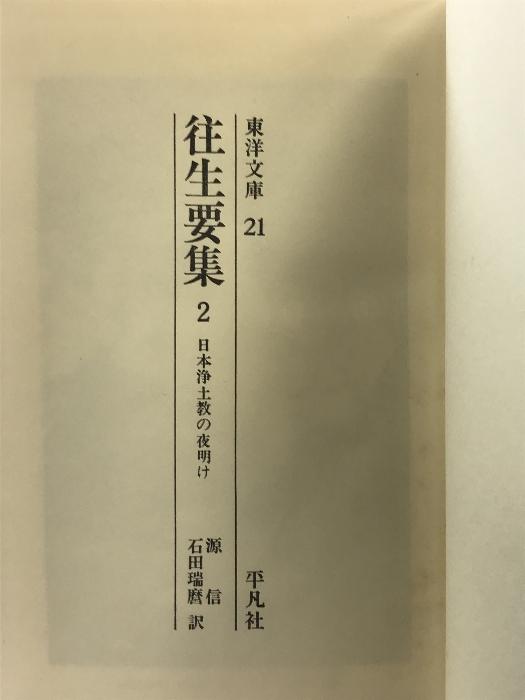 東洋文庫 21 平凡社
往生要集 2 日本浄土教の夜明け
源信
石田瑞麿 訳